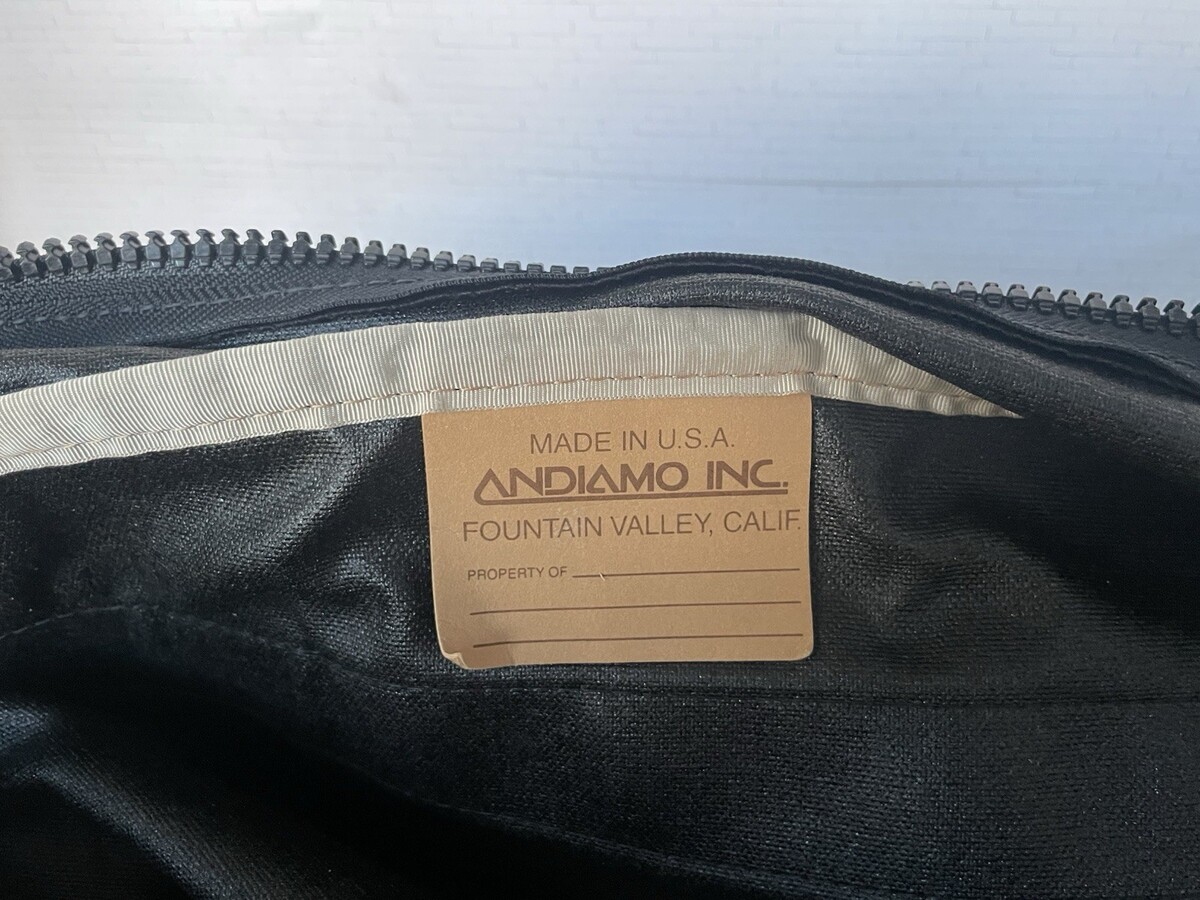 MADE IN U.S.A.
ANDIAMO INC.
FOUNTAIN VALLEY, CALIF.
PROPERTY OF